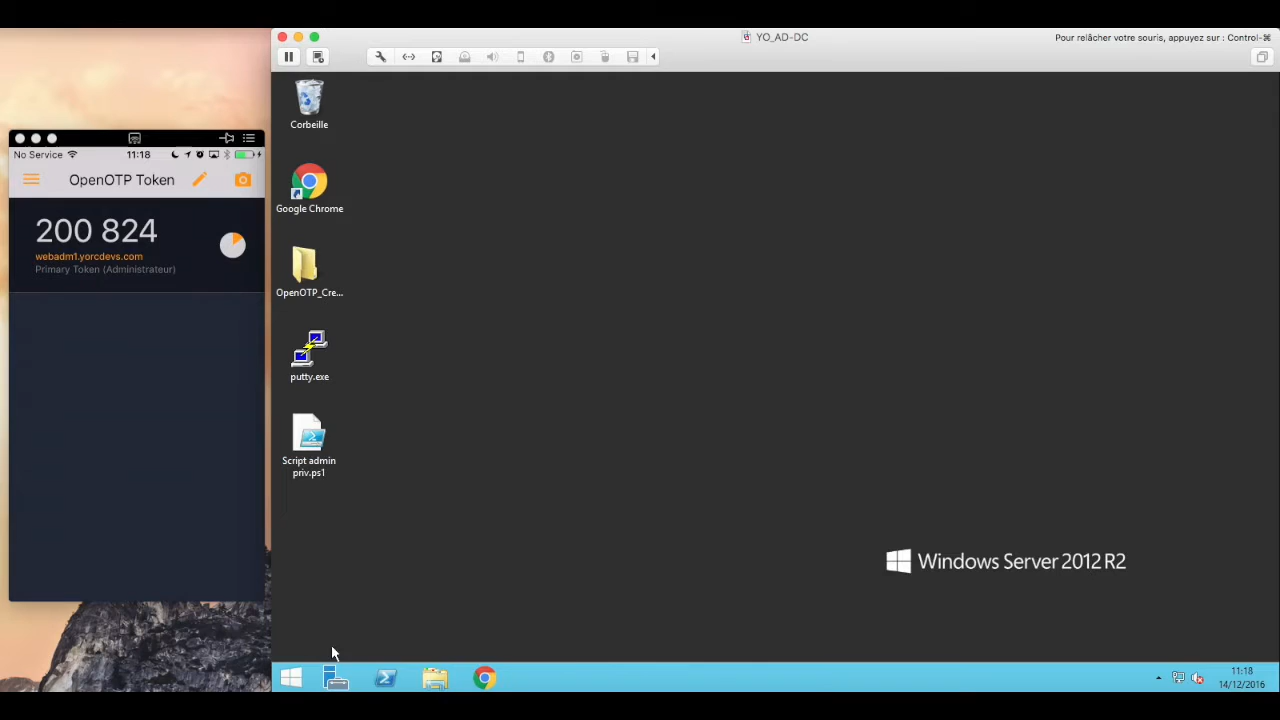 YO_AD-DC
Pour relâcher votre souris, appuyez sur : Control-⌘
No Service
11:18
OpenOTP Token
200 824
webadm1.yorcdevs.com
Primary Token (Administrateur)
Corbeille
Google Chrome
OpenOTP_Cre...
putty.exe
Script admin
priv.ps1
Windows Server 2012 R2
11:18
14/12/2016